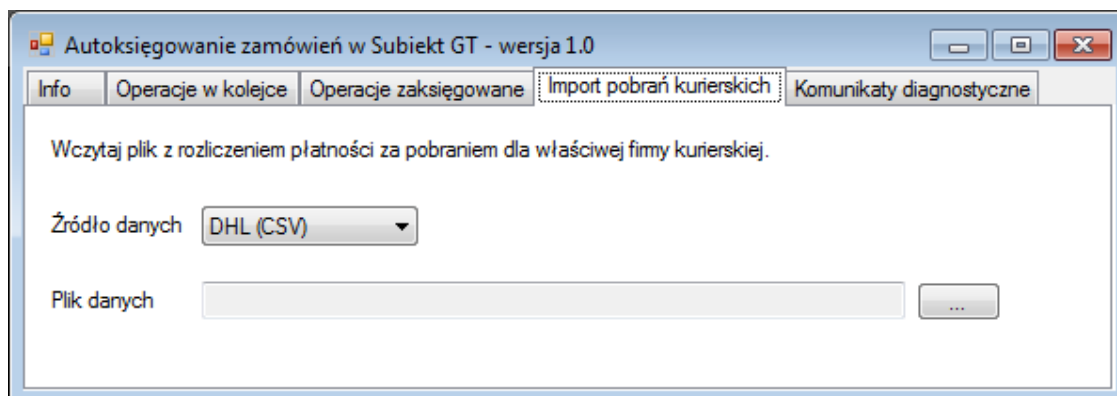 Autoksięgowanie zamówień w Subiekt GT - wersja 1.0
Info Operacje w kolejce Operacje zaksięgowane Import pobrań kurierskich Komunikaty diagnostyczne
Wczytaj plik z rozliczeniem płatności za pobraniem dla właściwej firmy kurierskiej.
Źródło danych DHL (CSV)
Plik danych ...